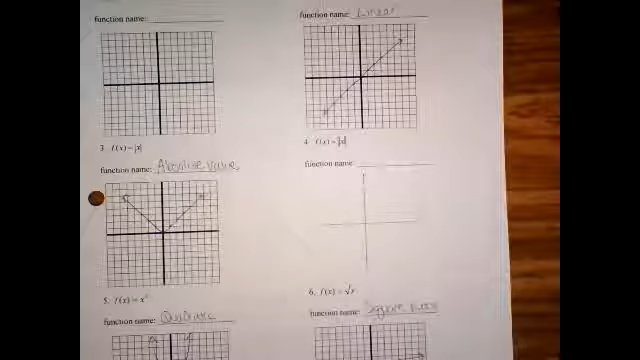 function name:
function name: Linear
3. f(x) = |x|
4. f(x) =
function name: Absolute value
function name:
5. f(x) = x²
6. f(x) = √x
function name: Quadratic
function name: Square root